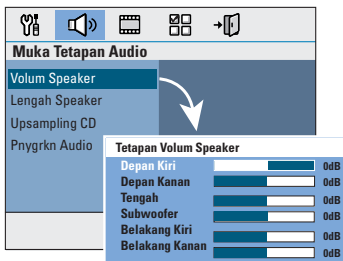 Muka Tetapan Audio
Volum Speaker
Lengah Speaker
Upsampling CD
Pnygrkn Audio
Tetapan Volum Speaker
Depan Kiri 0dB
Depan Kanan 0dB
Tengah 0dB
Subwoofer 0dB
Belakang Kiri 0dB
Belakang Kanan 0dB